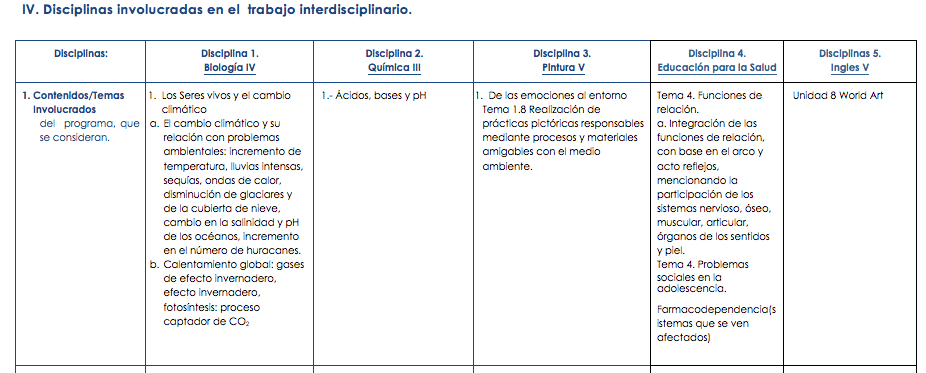 IV. Disciplinas involucradas en el trabajo interdisciplinario.
Disciplinas:
Disciplina 1.
Biología IV
Disciplina 2.
Química III
Disciplina 3.
Pintura V
Disciplina 4.
Educación para la Salud
Disciplinas 5.
Ingles V
1. Contenidos/Temas
Involucrados
del programa, que
se consideran.
1. Los Seres vivos y el cambio
climático
a. El cambio climático y su
relación con problemas
ambientales: incremento de
temperatura, lluvias intensas,
sequías, ondas de calor,
disminución de glaciares y
de la cubierta de nieve,
cambio en la salinidad y pH
de los océanos, incremento
en el número de huracanes.
b. Calentamiento global: gases
de efecto invernadero,
efecto invernadero,
fotosíntesis: proceso
captador de CO₂
1.- Ácidos, bases y pH
1. De las emociones al entorno
Tema 1.8 Realización de
prácticas pictóricas responsables
mediante procesos y materiales
amigables con el medio
ambiente.
Tema 4. Funciones de
relación.
a. Integración de las
funciones de relación,
con base en el arco y
acto reflejos,
mencionando la
participación de los
sistemas nervioso, óseo,
muscular, articular,
órganos de los sentidos
y piel.
Tema 4. Problemas
sociales en la
adolescencia.
Farmacodependencia(s
istemas que se ven
afectados)
Unidad 8 World Art